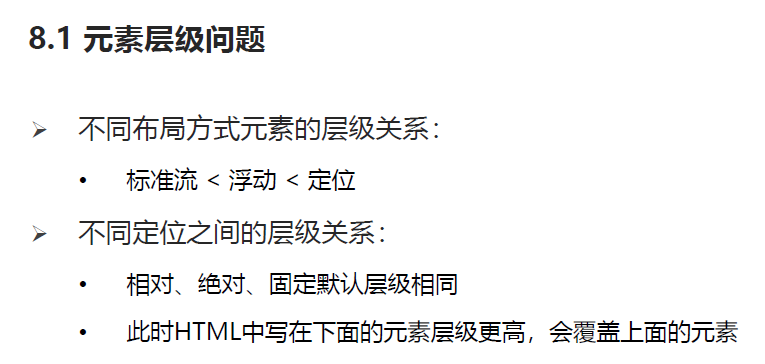 8.1 元素层级问题
➢ 不同布局方式元素的层级关系：
• 标准流 < 浮动 < 定位
➢ 不同定位之间的层级关系：
• 相对、绝对、固定默认层级相同
• 此时HTML中写在下面的元素层级更高，会覆盖上面的元素